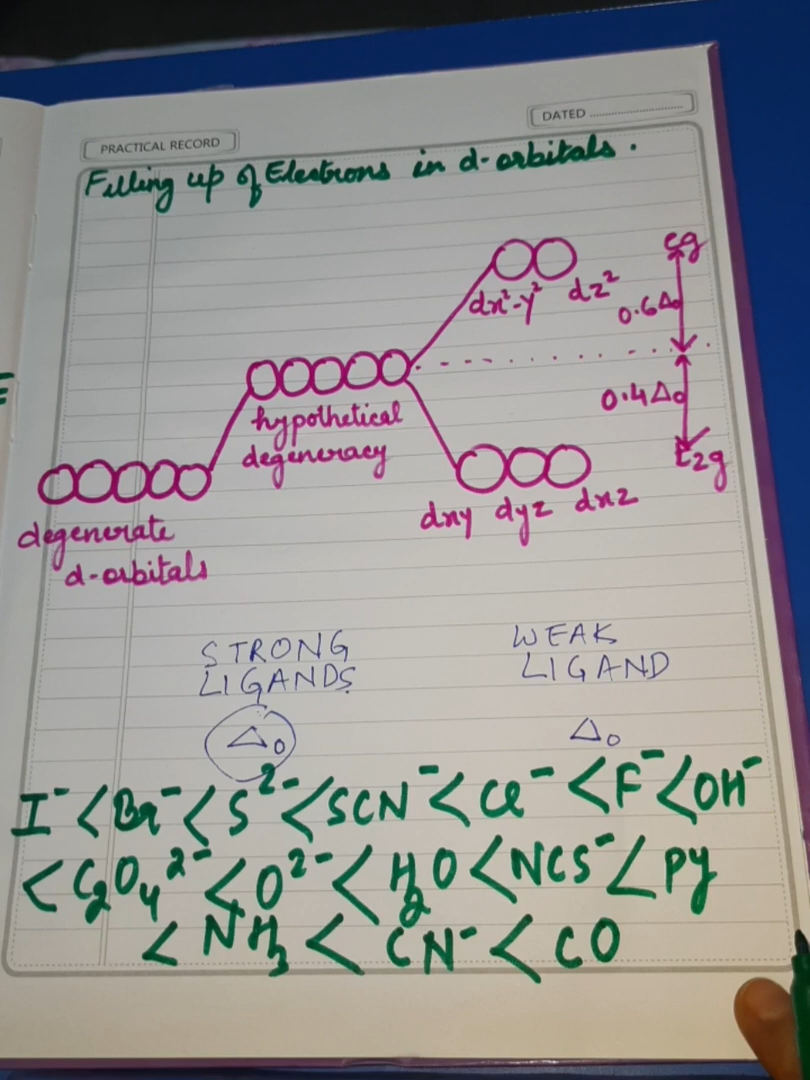 DATED
PRACTICAL RECORD
Filling up of Electrons in d-orbitals.
eg
dx²-y² dz²
0.6Δo
hypothetical
degeneracy
0.4Δo
t2g
dxy dyz dxz
degenerate
d-orbitals
STRONG
LIGANDS
WEAK
LIGAND
Δo
Δo
I⁻ < Br⁻ < S²⁻ < SCN⁻ < Cl⁻ < F⁻ < OH⁻
< C₂O₄²⁻ < O²⁻ < H₂O < NCS⁻ < PY
< NH₃ < CN⁻ < CO